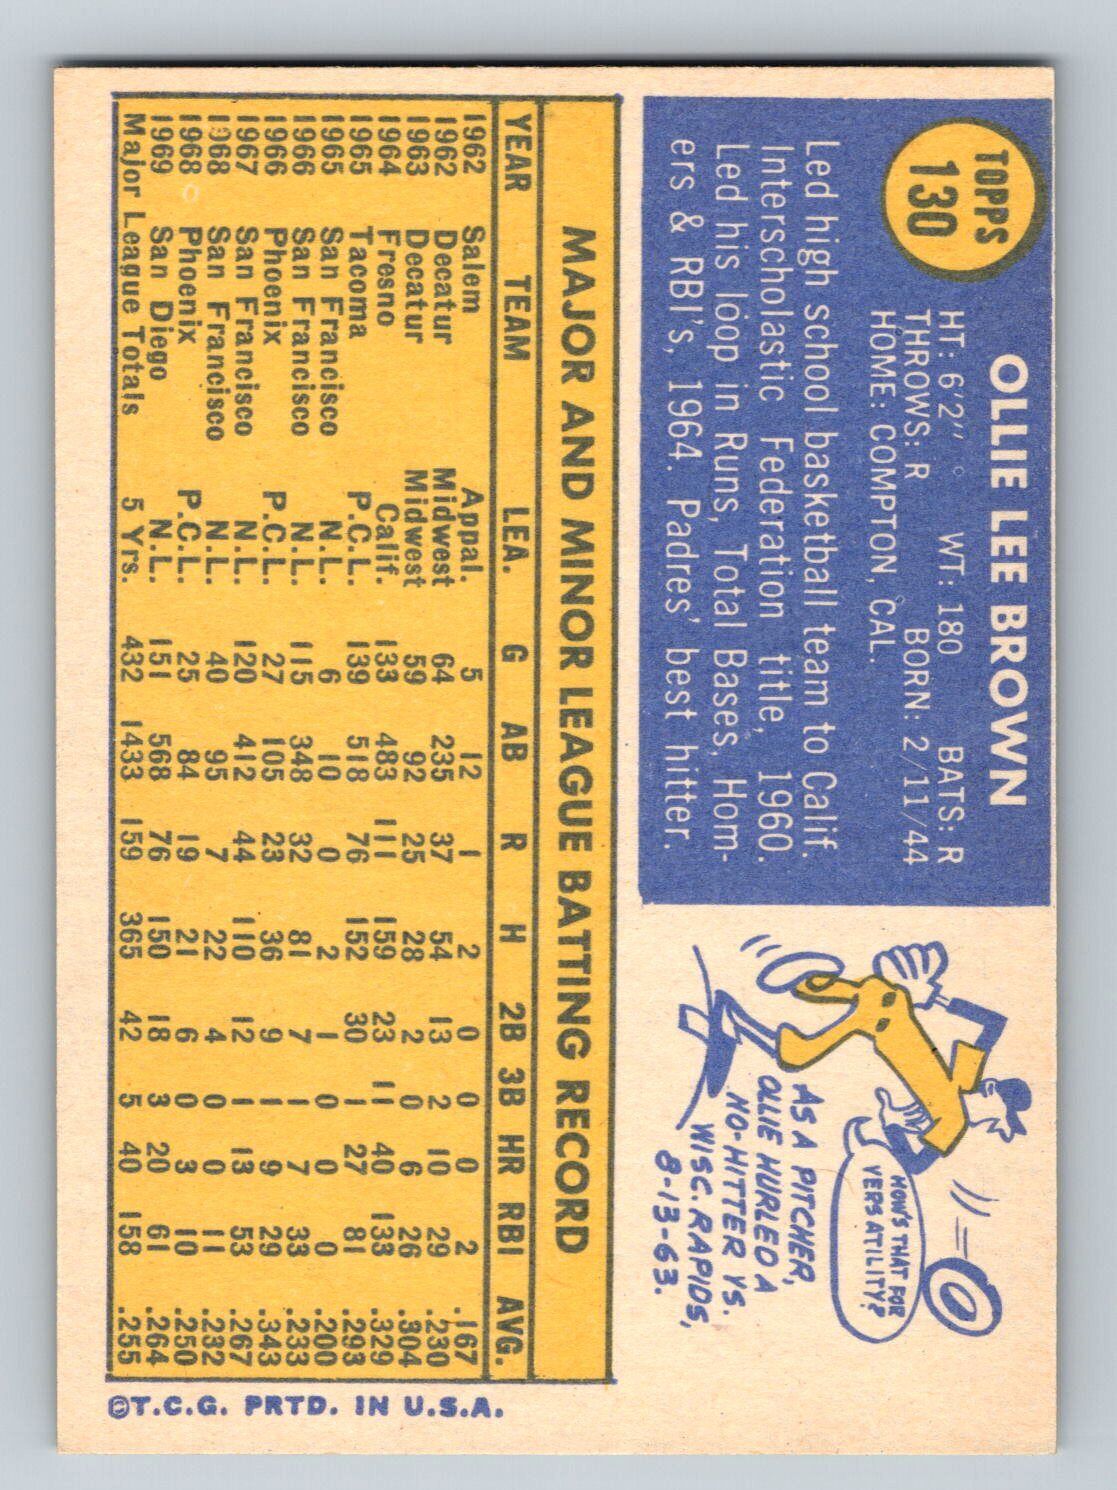 TOPPS
130
OLLIE LEE BROWN
HT: 6'2" WT: 180 BATS: R
THROWS: R BORN: 2/11/44
HOME: COMPTON, CAL.
Led high school basketball team to Calif.
Interscholastic Federation title, 1960.
Led his loop in Runs, Total Bases, Hom-
ers & RBI's, 1964. Padres' best hitter.
HOW'S THAT FOR
VERSATILITY?
AS A PITCHER,
OLLIE HURLED A
NO-HITTER VS.
WISC. RAPIDS,
8-13-63.
MAJOR AND MINOR LEAGUE BATTING RECORD
YEAR TEAM LEA. G AB R H 2B 3B HR RBI AVG.
1962 Salem Appal. 5 12 1 2 0 0 0 2 .167
1962 Decatur Midwest 64 235 37 54 13 2 10 29 .230
1963 Decatur Midwest 59 92 25 28 2 0 6 26 .304
1964 Fresno Calif. 133 483 111 159 23 11 40 133 .329
1965 Tacoma P.C.L. 139 518 76 152 30 1 27 81 .293
1965 San Francisco N.L. 6 10 0 2 1 0 0 0 .200
1966 San Francisco N.L. 115 348 32 81 7 1 7 33 .233
1966 Phoenix P.C.L. 27 105 23 36 9 1 9 29 .343
1967 San Francisco N.L. 120 412 44 110 12 1 13 53 .267
1968 San Francisco N.L. 40 95 7 22 4 0 0 11 .232
1968 Phoenix P.C.L. 25 84 19 21 6 0 3 10 .250
1969 San Diego N.L. 151 568 76 150 18 3 20 61 .264
Major League Totals 5 Yrs. 432 1433 159 365 42 5 40 158 .255
©T.C.G. PRTD. IN U.S.A.